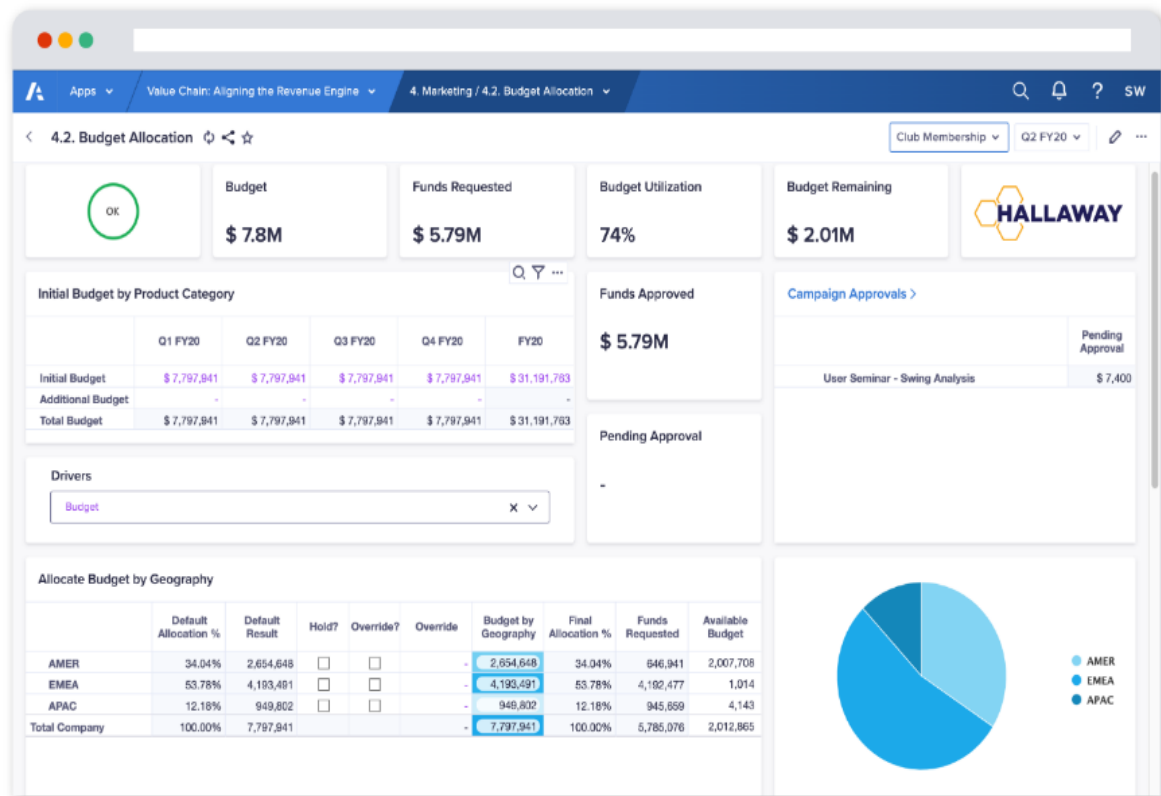 Apps Value Chain: Aligning the Revenue Engine 4. Marketing / 4.2. Budget Allocation ? SW
4.2. Budget Allocation Club Membership Q2 FY20
OK
Budget
$ 7.8M
Funds Requested
$ 5.79M
Budget Utilization
74%
Budget Remaining
$ 2.01M
HALLAWAY
Initial Budget by Product Category
Q1 FY20 Q2 FY20 Q3 FY20 Q4 FY20 FY20
Initial Budget $ 7,797,941 $ 7,797,941 $ 7,797,941 $ 7,797,941 $ 31,191,763
Additional Budget - - - - -
Total Budget $ 7,797,941 $ 7,797,941 $ 7,797,941 $ 7,797,941 $ 31,191,763
Funds Approved
$ 5.79M
Campaign Approvals >
Pending
Approval
User Seminar - Swing Analysis $ 7,400
Pending Approval
-
Drivers
Budget
Allocate Budget by Geography
Default Allocation % Default Result Hold? Override? Override Budget by Geography Final Allocation % Funds Requested Available Budget
AMER 34.04% 2,654,648 - 2,654,648 34.04% 646,941 2,007,708
EMEA 53.78% 4,193,491 - 4,193,491 53.78% 4,192,477 1,014
APAC 12.18% 949,802 - 949,802 12.18% 945,659 4,143
Total Company 100.00% 7,797,941 - 7,797,941 100.00% 5,785,076 2,012,865
AMER
EMEA
APAC